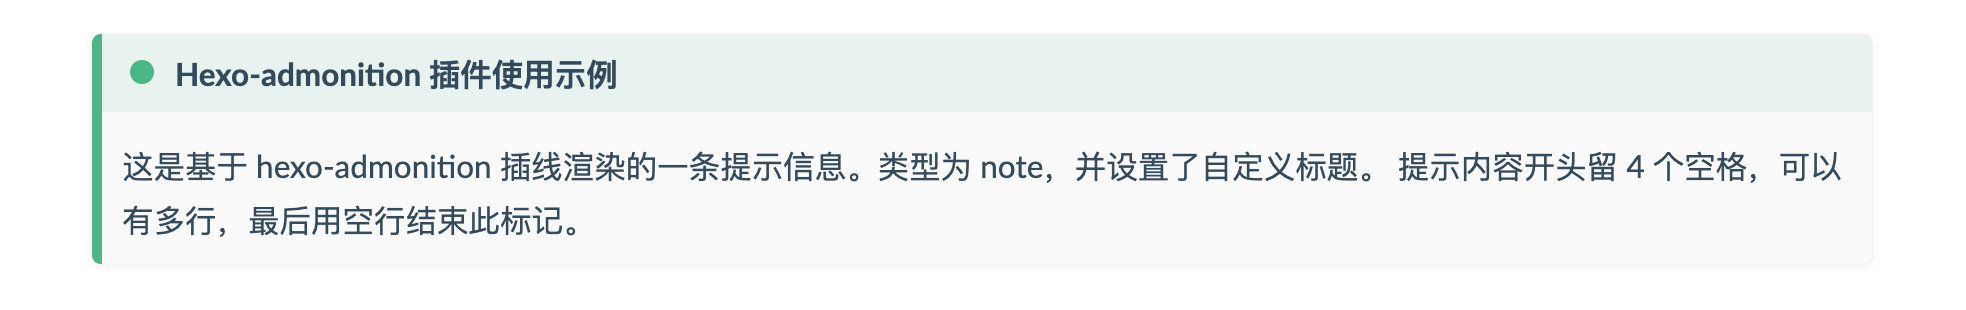 Hexo-admonition 插件使用示例
这是基于 hexo-admonition 插线渲染的一条提示信息。类型为 note，并设置了自定义标题。 提示内容开头留 4 个空格，可以
有多行，最后用空行结束此标记。